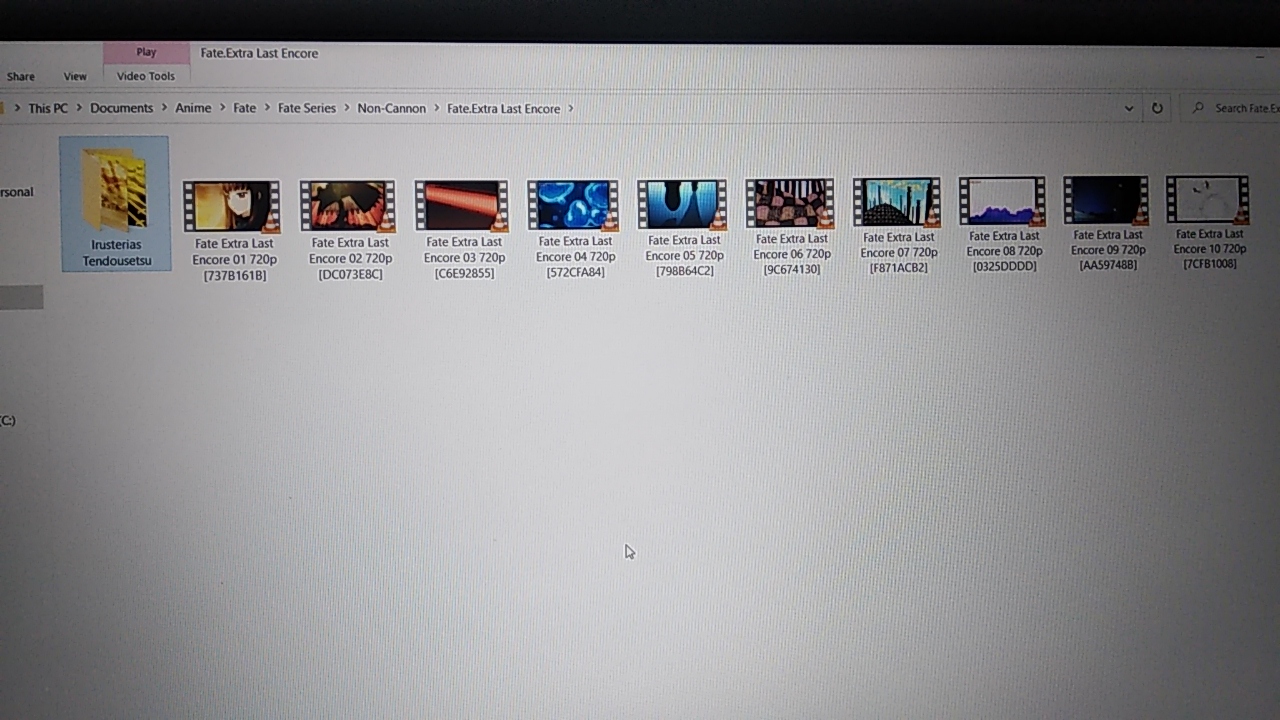 Play
Fate.Extra Last Encore
Share
View
Video Tools
This PC
Documents
Anime
Fate
Fate Series
Non-Cannon
Fate.Extra Last Encore
Search Fate.Ex
rsonal
(C:)
Irusterias
Tendousetsu
Fate Extra Last
Encore 01 720p
[737B161B]
Fate Extra Last
Encore 02 720p
[DC073E8C]
Fate Extra Last
Encore 03 720p
[C6E92855]
Fate Extra Last
Encore 04 720p
[572CFA84]
Fate Extra Last
Encore 05 720p
[798B64C2]
Fate Extra Last
Encore 06 720p
[9C674130]
Fate Extra Last
Encore 07 720p
[F871ACB2]
Fate Extra Last
Encore 08 720p
[0325DDDD]
Fate Extra Last
Encore 09 720p
[AA59748B]
Fate Extra Last
Encore 10 720p
[7CFB1008]